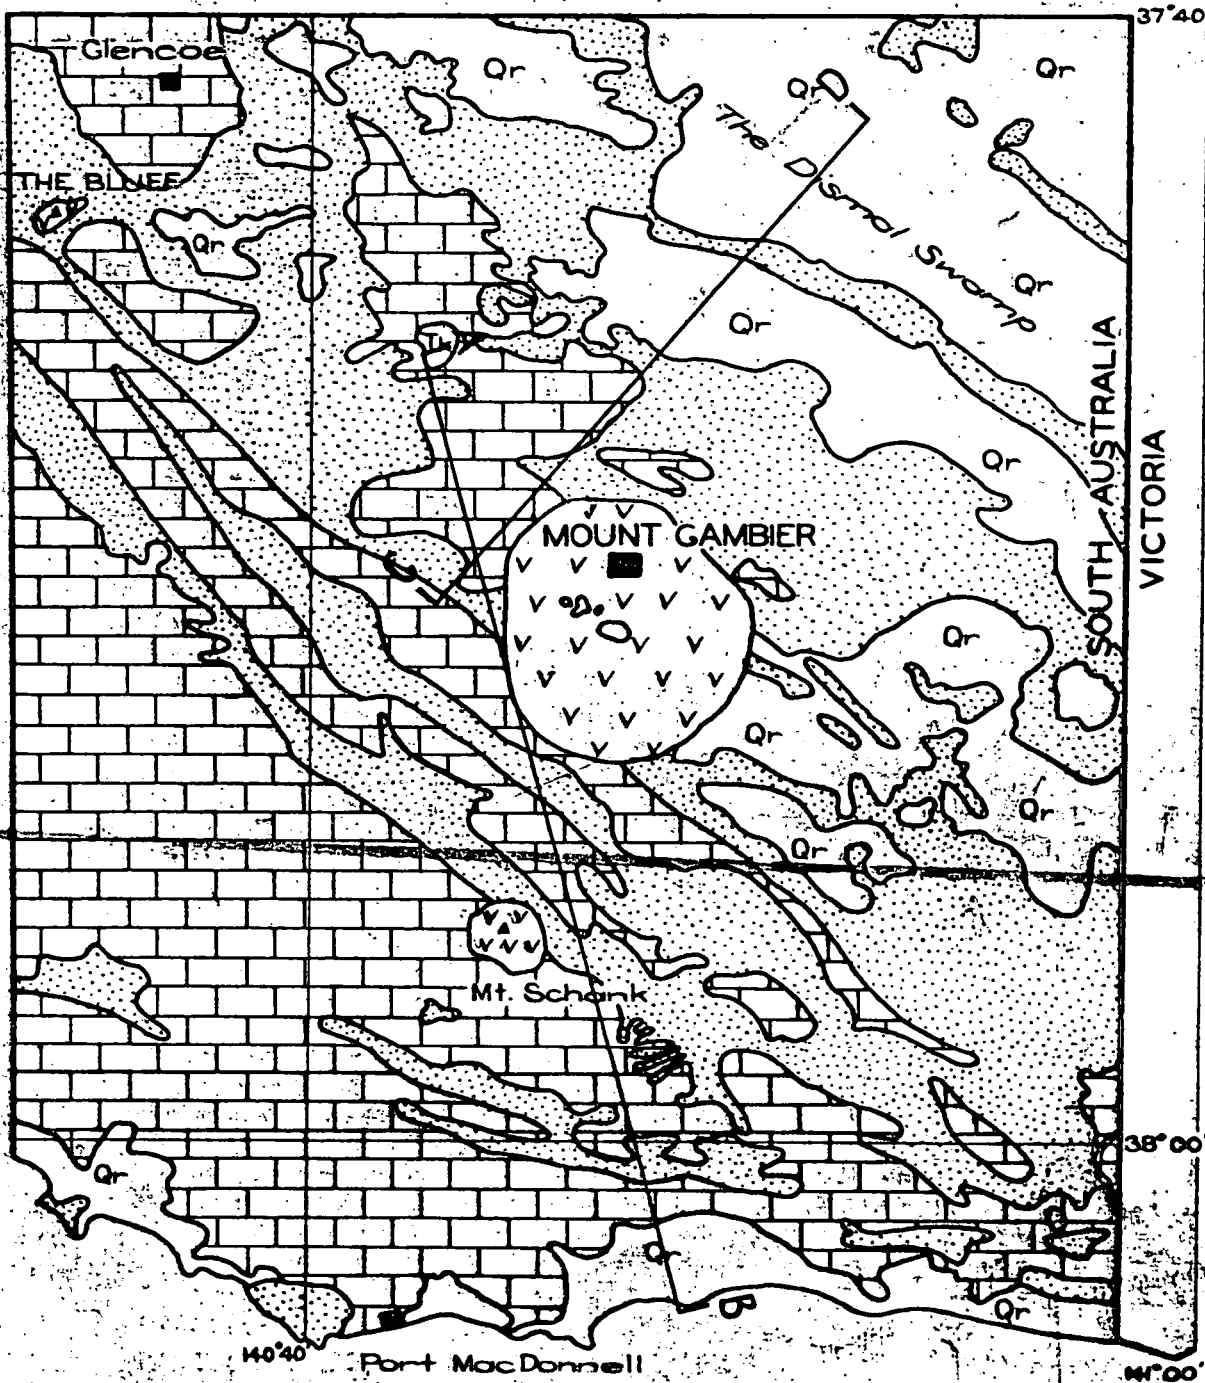 37°40
Glencoe
Qr
Qr
Qr
D
The Dismal Swamp
THE BLUFF
Qr
Qr
Qr
A
SOUTH AUSTRALIA
VICTORIA
Qr
MOUNT GAMBIER
C
Qr
Qr
Qr
Qr
Mt. Schank
38°00'
Qr
Qr
B
Qr
140°40'
Port MacDonnell
141°00'